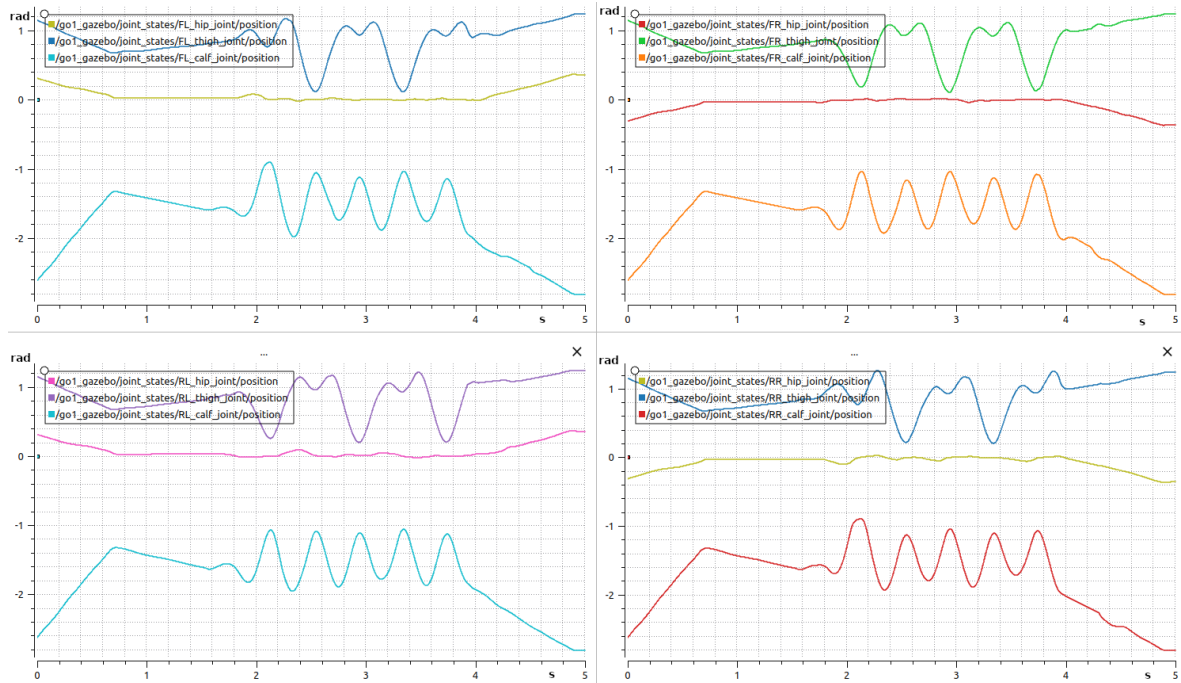 rad
/go1_gazebo/joint_states/FL_hip_joint/position
/go1_gazebo/joint_states/FL_thigh_joint/position
/go1_gazebo/joint_states/FL_calf_joint/position
1
0
-1
-2
0 1 2 3 4 s 5
rad
/go1_gazebo/joint_states/FR_hip_joint/position
/go1_gazebo/joint_states/FR_thigh_joint/position
/go1_gazebo/joint_states/FR_calf_joint/position
1
0
-1
-2
0 1 2 3 4 s 5
...
rad
/go1_gazebo/joint_states/RL_hip_joint/position
/go1_gazebo/joint_states/RL_thigh_joint/position
/go1_gazebo/joint_states/RL_calf_joint/position
1
0
-1
-2
0 1 2 3 4 s 5
...
rad
/go1_gazebo/joint_states/RR_hip_joint/position
/go1_gazebo/joint_states/RR_thigh_joint/position
/go1_gazebo/joint_states/RR_calf_joint/position
1
0
-1
-2
0 1 2 3 4 s 5